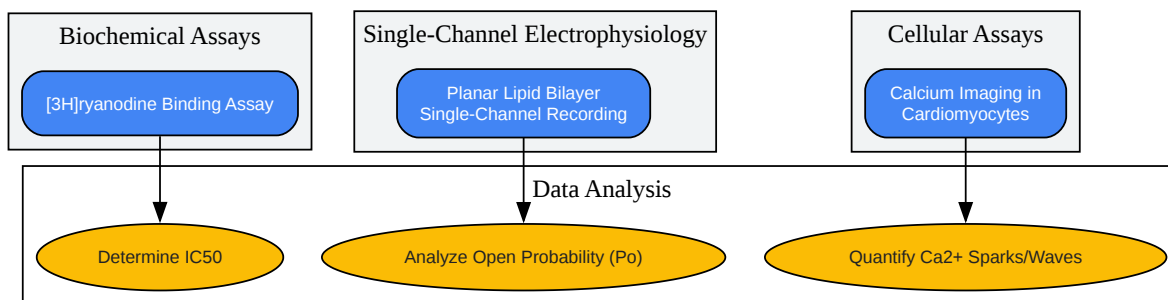 Biochemical Assays
Single-Channel Electrophysiology
Cellular Assays
[3H]ryanodine Binding Assay
Planar Lipid Bilayer
Single-Channel Recording
Calcium Imaging in
Cardiomyocytes
Data Analysis
Determine IC50
Analyze Open Probability (Po)
Quantify Ca2+ Sparks/Waves